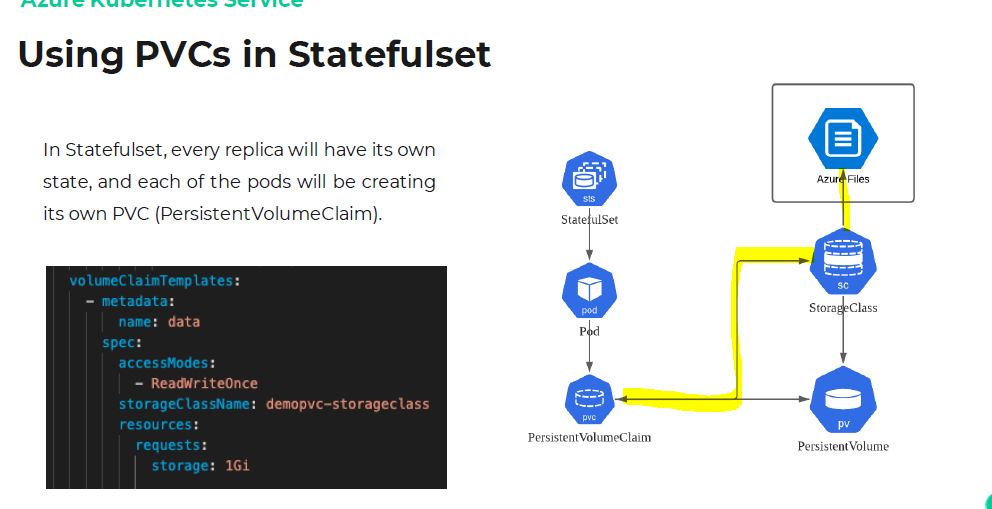 Azure Kubernetes Service
Using PVCs in Statefulset
In Statefulset, every replica will have its own
state, and each of the pods will be creating
its own PVC (PersistentVolumeClaim).
volumeClaimTemplates:
- metadata:
name: data
spec:
accessModes:
- ReadWriteOnce
storageClassName: demopvc-storageclass
resources:
requests:
storage: 1Gi
Azure Files
sts
StatefulSet
sc
StorageClass
pod
Pod
pvc
PersistentVolumeClaim
pv
PersistentVolume